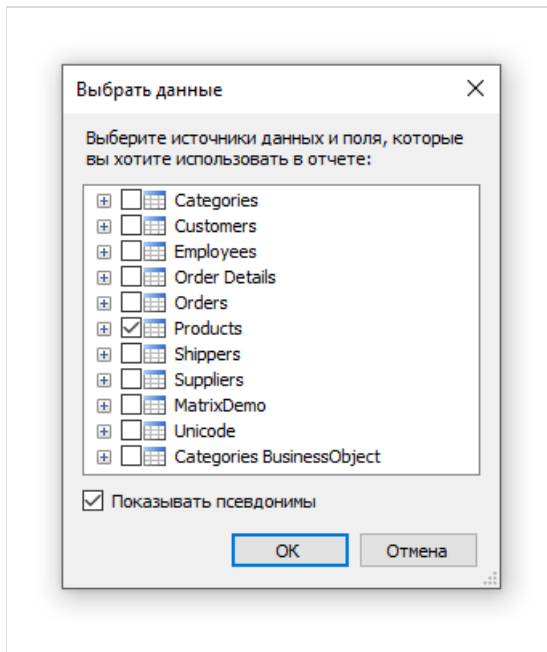 Выбрать данные
Выберите источники данных и поля, которые
вы хотите использовать в отчете:
Categories
Customers
Employees
Order Details
Orders
Products
Shippers
Suppliers
MatrixDemo
Unicode
Categories BusinessObject
Показывать псевдонимы
OK
Отмена